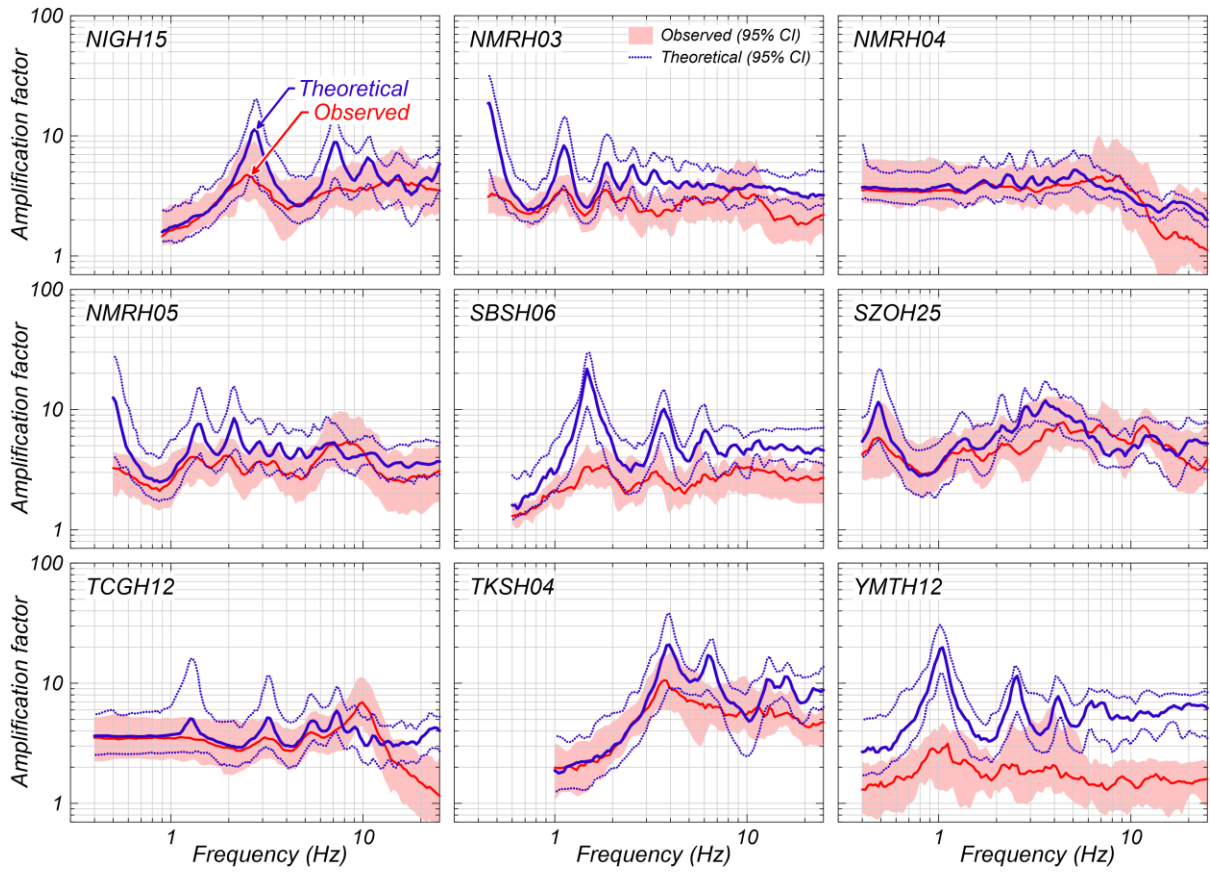 100
NIGH15
NMRH03
Observed (95% CI)
Theoretical (95% CI)
NMRH04
Theoretical
Observed
10
1
Amplification factor
100
NMRH05
SBSH06
SZOH25
10
1
Amplification factor
100
TCGH12
TKSH04
YMTH12
10
1
Amplification factor
1 10
1 10
1 10
Frequency (Hz)
Frequency (Hz)
Frequency (Hz)